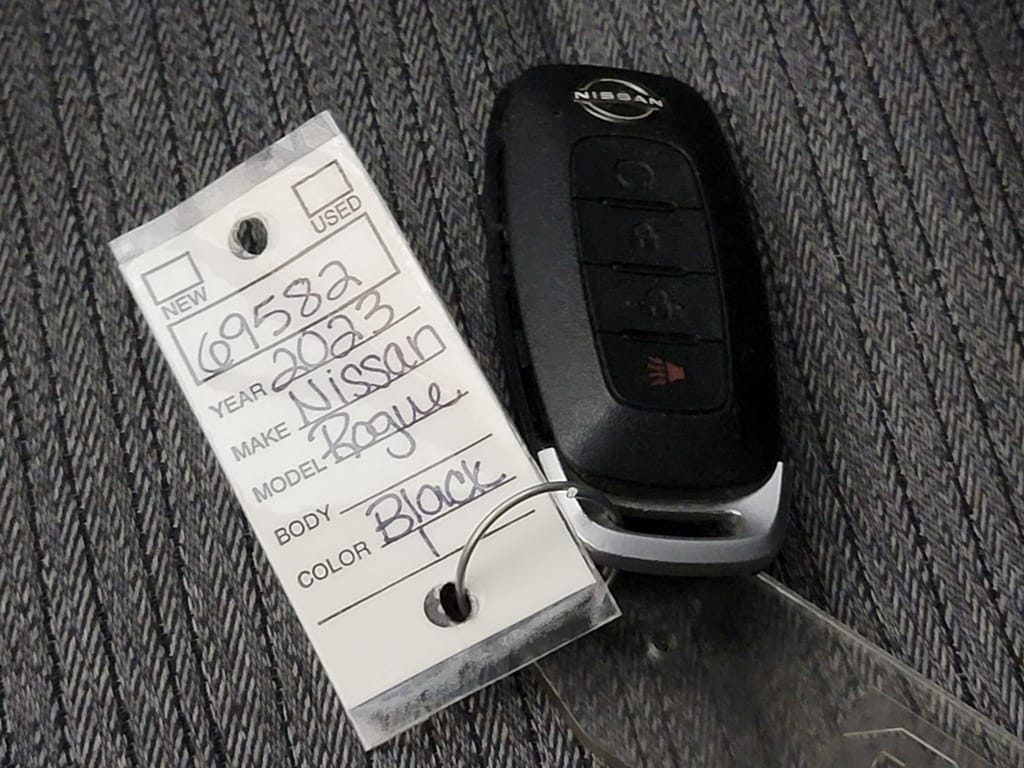 NISSAN
USED
NEW
69582
YEAR 2023
MAKE Nissan
MODEL Rogue
BODY
COLOR Black